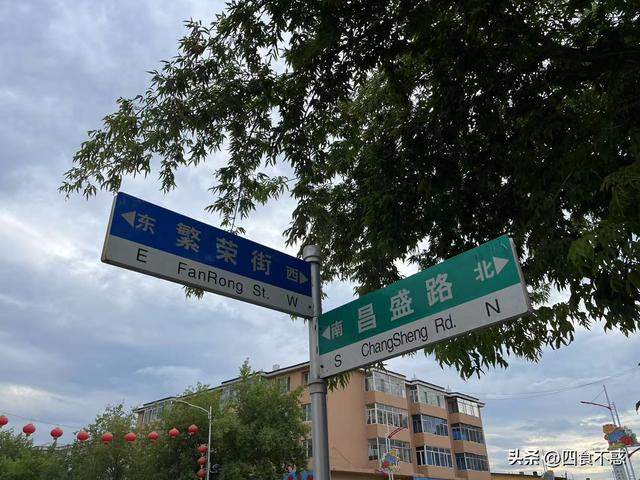 东 繁荣街 西
E FanRong St. W
南 昌盛路 北
S ChangSheng Rd. N
头条 @四食不惑